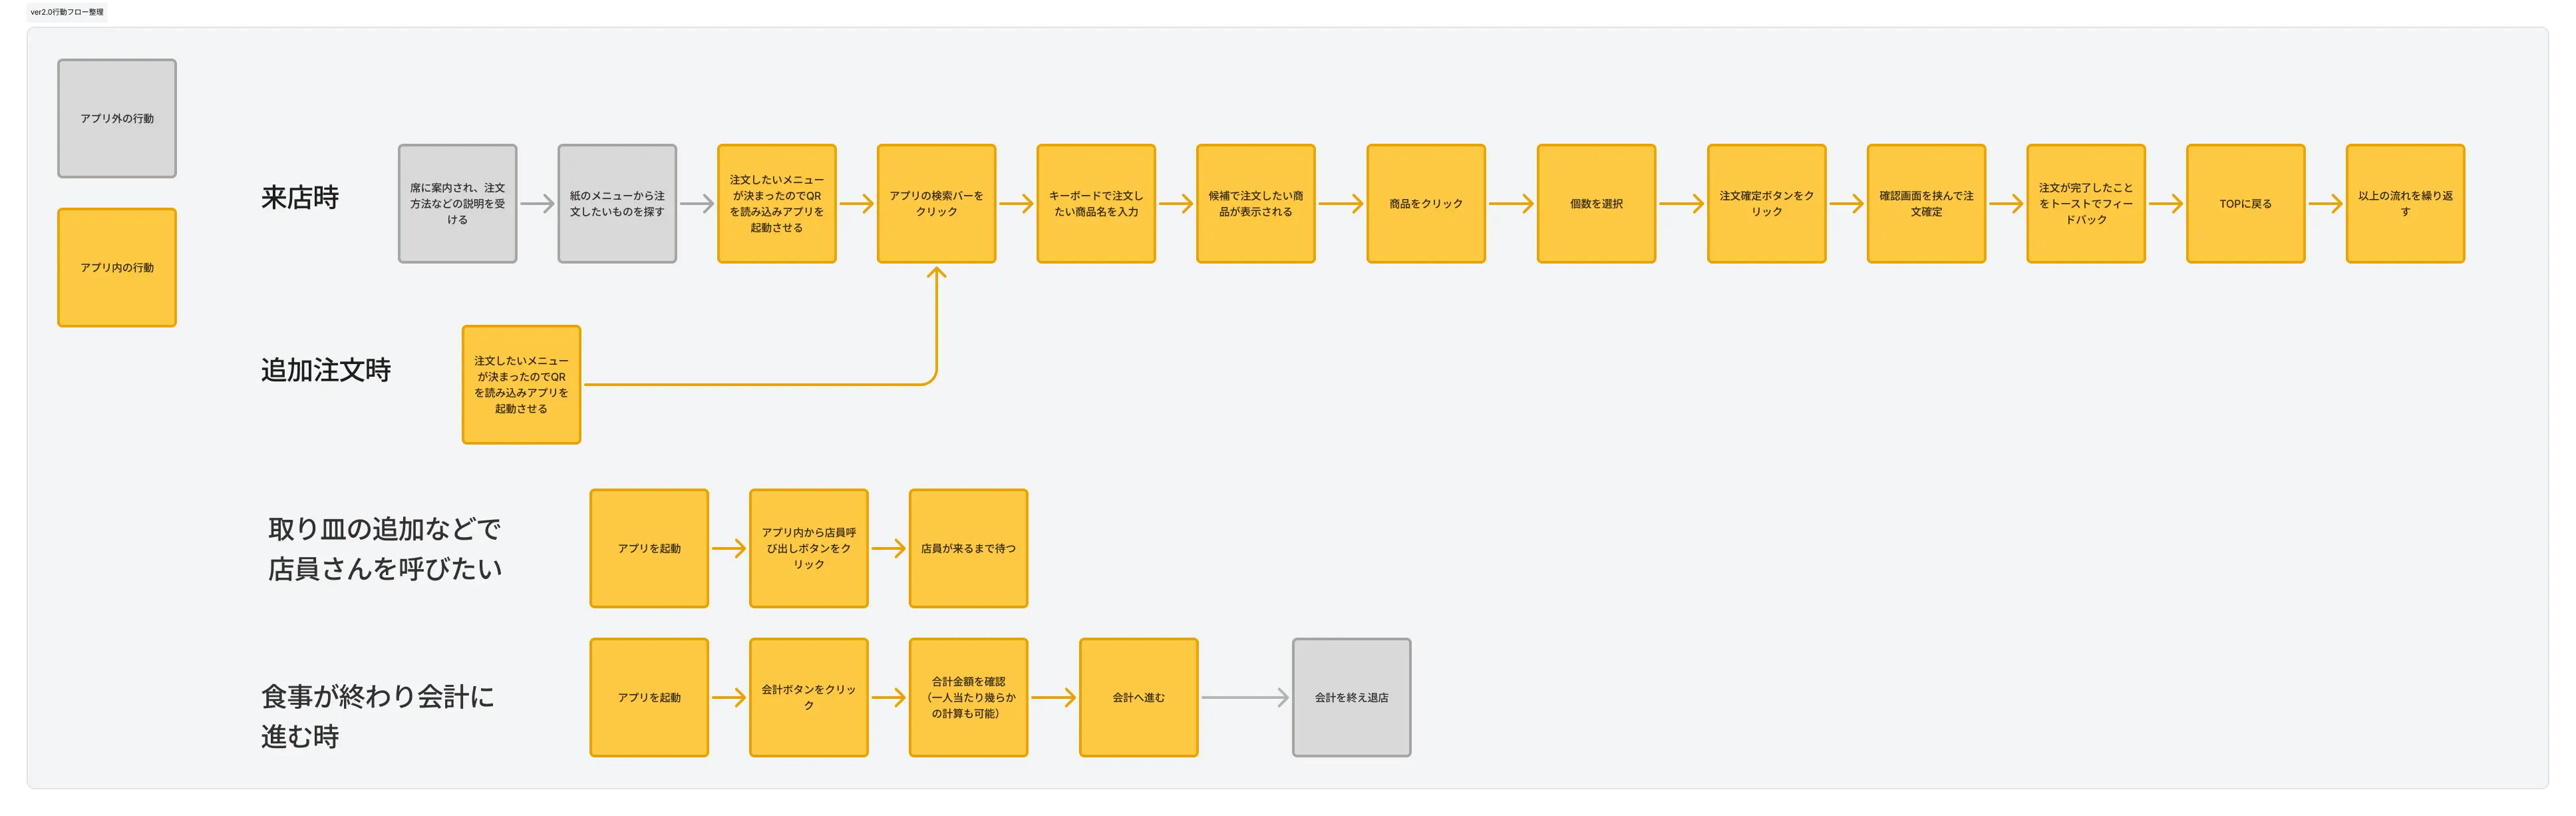 ver2.0行動フロー整理
アプリ外の行動
アプリ内の行動
来店時
席に案内され、注文
方法などの説明を受
ける
紙のメニューから注
文したいものを探す
注文したいメニュー
が決まったのでQR
を読み込みアプリを
起動させる
アプリの検索バーを
クリック
キーボードで注文し
たい商品名を入力
候補で注文したい商
品が表示される
商品をクリック
個数を選択
注文確定ボタンをク
リック
確認画面を挟んで注
文確定
注文が完了したこと
をトーストでフィー
ドバック
TOPに戻る
以上の流れを繰り返
す
追加注文時
注文したいメニュー
が決まったのでQR
を読み込みアプリを
起動させる
取り皿の追加などで
店員さんを呼びたい
アプリを起動
アプリ内から店員呼
び出しボタンをク
リック
店員が来るまで待つ
食事が終わり会計に
進む時
アプリを起動
会計ボタンをクリッ
ク
合計金額を確認
（一人当たり幾らか
の計算も可能）
会計へ進む
会計を終え退店